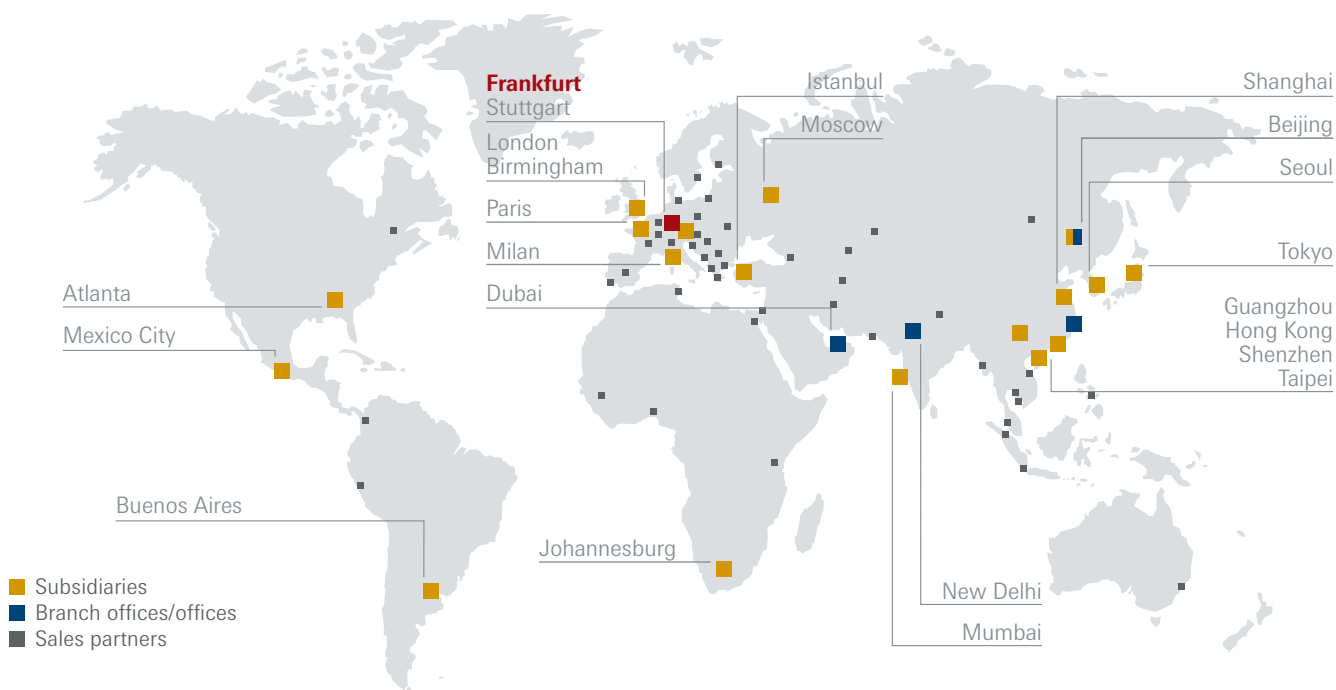 Frankfurt
Stuttgart
London
Birmingham
Paris
Milan
Dubai
Istanbul
Moscow
Shanghai
Beijing
Seoul
Tokyo
Guangzhou
Hong Kong
Shenzhen
Taipei
Atlanta
Mexico City
Buenos Aires
Johannesburg
New Delhi
Mumbai
Subsidiaries
Branch offices/offices
Sales partners